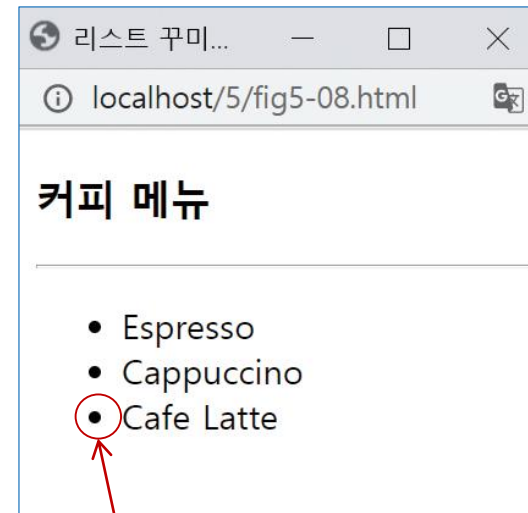 리스트 꾸미...
localhost/5/fig5-08.html
커피 메뉴
• Espresso
• Cappuccino
• Cafe Latte